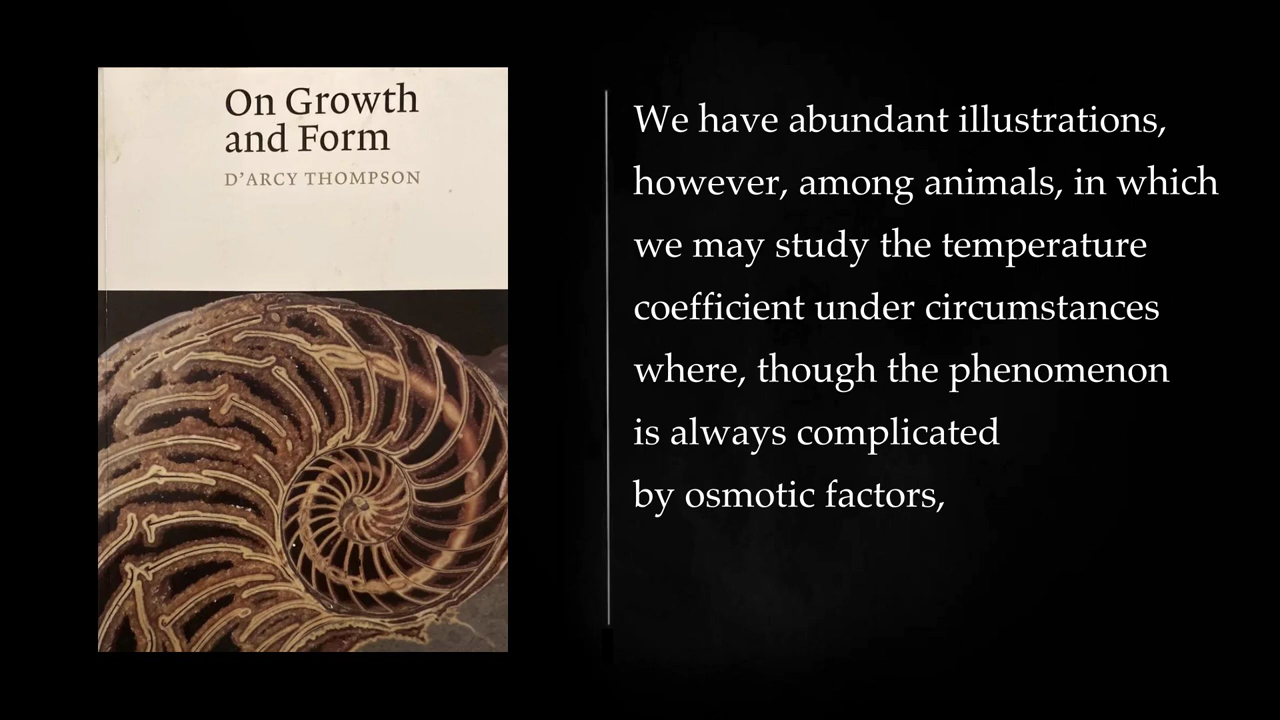 On Growth
and Form
D'ARCY THOMPSON
We have abundant illustrations,
however, among animals, in which
we may study the temperature
coefficient under circumstances
where, though the phenomenon
is always complicated
by osmotic factors,